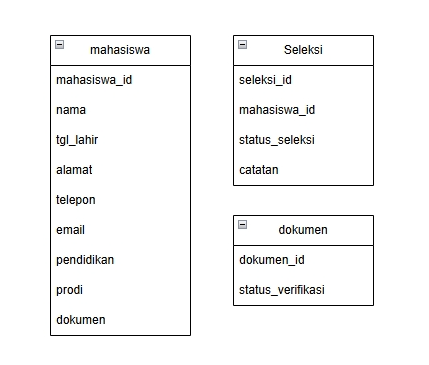 mahasiswa
mahasiswa_id
nama
tgl_lahir
alamat
telepon
email
pendidikan
prodi
dokumen
Seleksi
seleksi_id
mahasiswa_id
status_seleksi
catatan
dokumen
dokumen_id
status_verifikasi